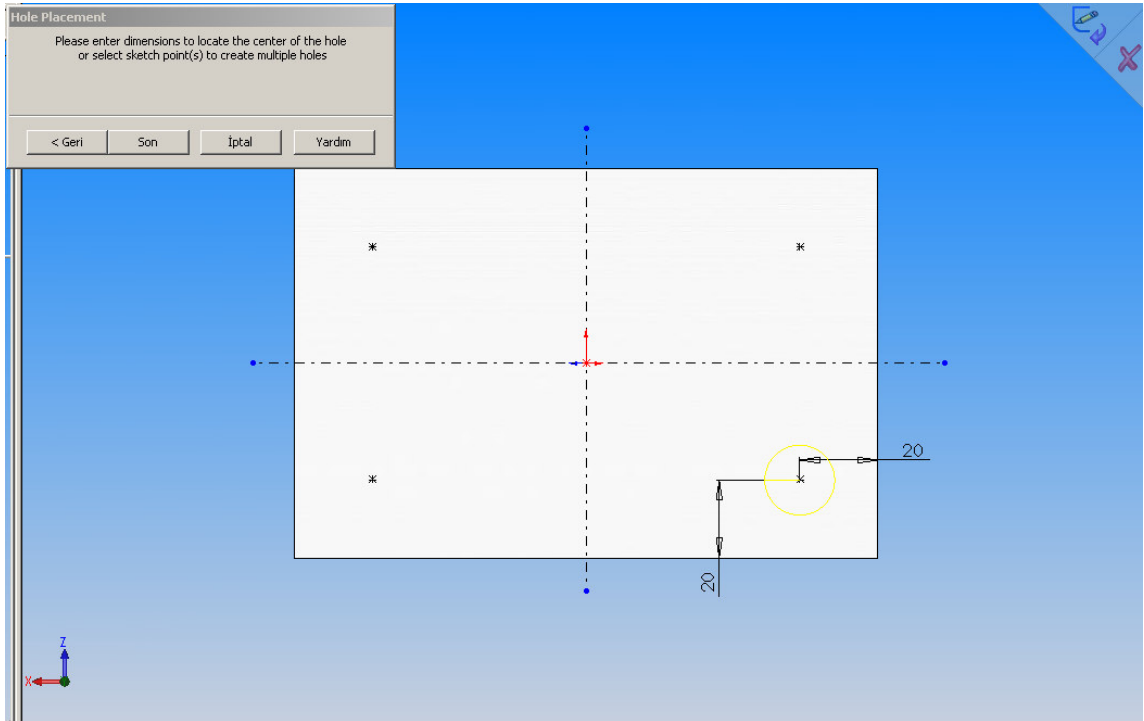 Hole Placement
Please enter dimensions to locate the center of the hole
or select sketch point(s) to create multiple holes
< Geri
Son
İptal
Yardım
20
20
Z
X